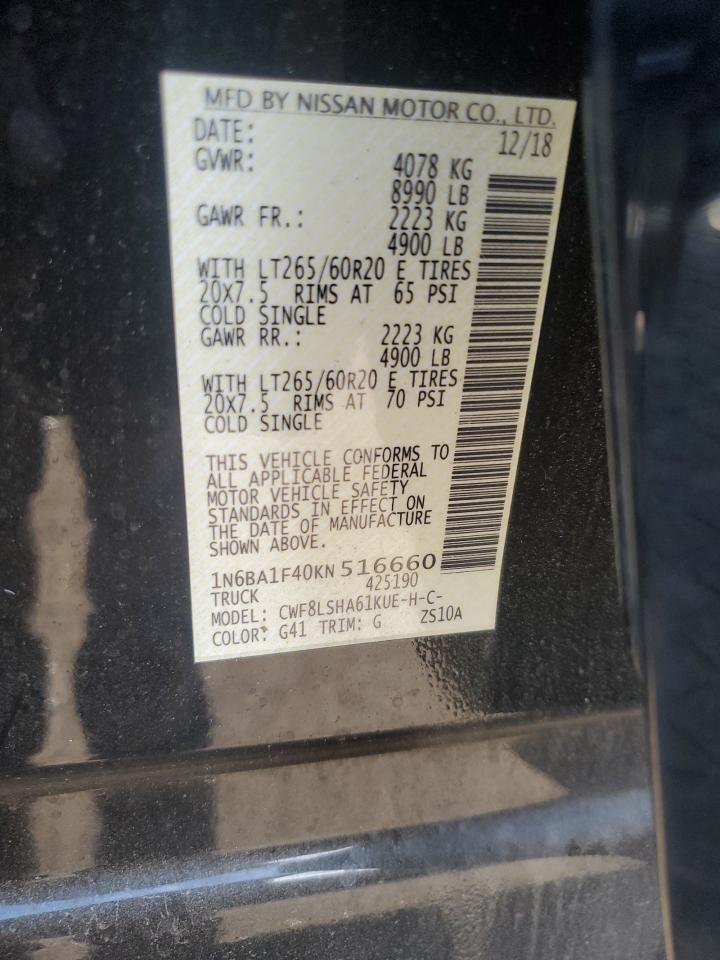 MFD BY NISSAN MOTOR CO., LTD.
DATE: 12/18
GVWR: 4078 KG
8990 LB
GAWR FR.: 2223 KG
4900 LB
WITH LT265/60R20 E TIRES
20X7.5 RIMS AT 65 PSI
COLD SINGLE
GAWR RR.: 2223 KG
4900 LB
WITH LT265/60R20 E TIRES
20X7.5 RIMS AT 70 PSI
COLD SINGLE
THIS VEHICLE CONFORMS TO
ALL APPLICABLE FEDERAL
MOTOR VEHICLE SAFETY
STANDARDS IN EFFECT ON
THE DATE OF MANUFACTURE
SHOWN ABOVE.
1N6BA1F40KN516660
TRUCK 425190
MODEL: CWF8LSHA61KUE-H-C-
COLOR: G41 TRIM: G ZS10A